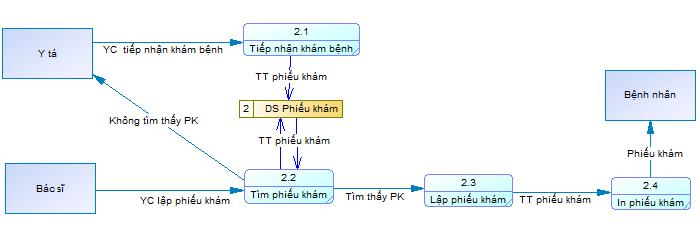 2.1
Y tá
YC tiếp nhận khám bệnh
Tiếp nhận khám bệnh
TT phiếu khám
Bệnh nhân
2 DS Phiếu khám
Không tìm thấy PK
TT phiếu khám
Phiếu khám
2.2
2.3
2.4
Bác sĩ
YC lập phiếu khám
Tìm phiếu khám
Tìm thấy PK
Lập phiếu khám
TT phiếu khám
In phiếu khám